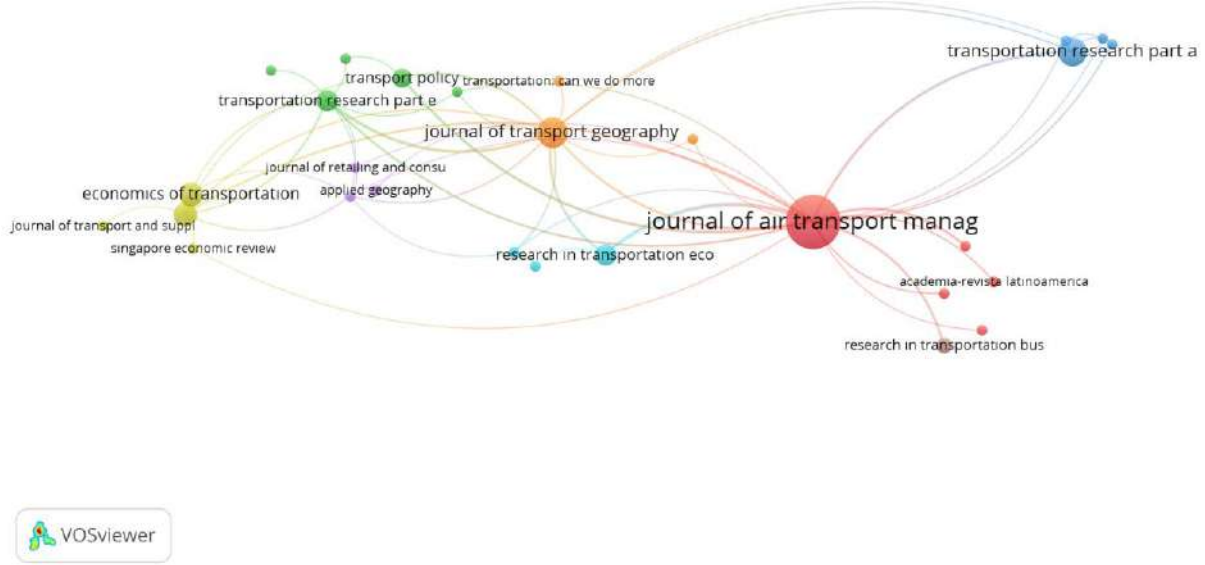 transportation research part a
transport policy
transportation: can we do more
transportation research part e
journal of transport geography
journal of retailing and consu
applied geography
economics of transportation
journal of transport and suppl
journal of air transport manag
singapore economic review
research in transportation eco
academia-revista latinoamerica
research in transportation bus
VOSviewer